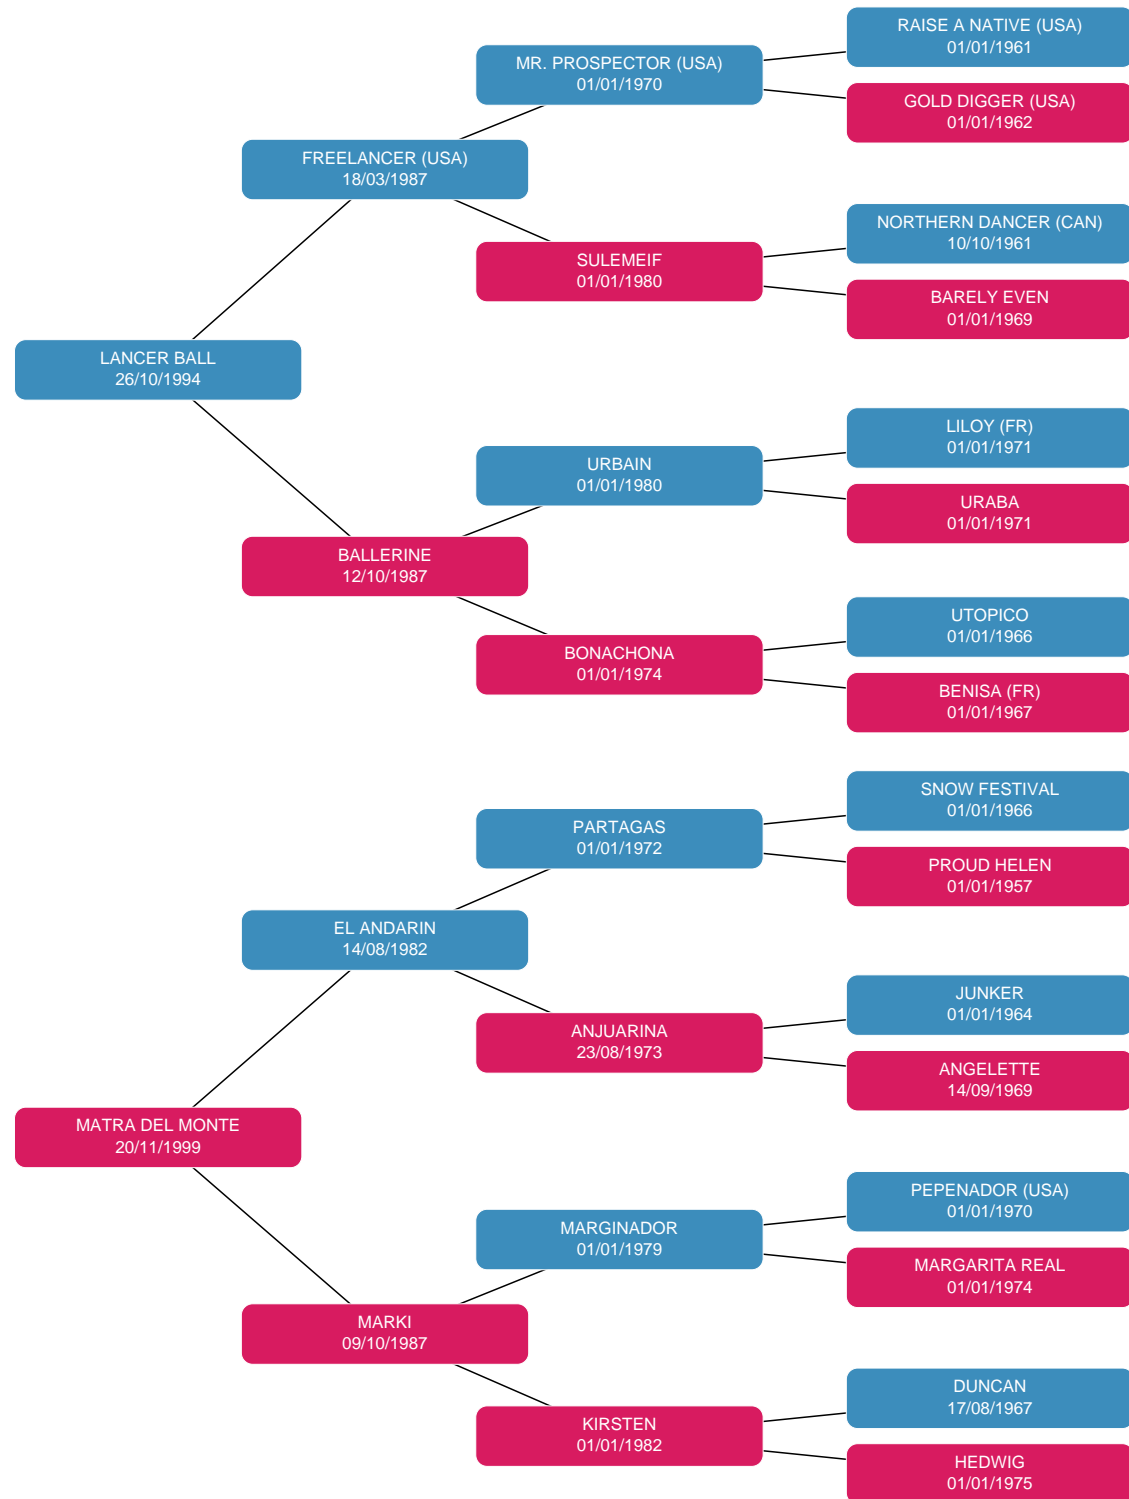 RAISE A NATIVE (USA)
01/01/1961
MR. PROSPECTOR (USA)
01/01/1970
GOLD DIGGER (USA)
01/01/1962
FREELANCER (USA)
18/03/1987
NORTHERN DANCER (CAN)
10/10/1961
SULEMEIF
01/01/1980
BARELY EVEN
01/01/1969
LANCER BALL
26/10/1994
LILOY (FR)
01/01/1971
URBAIN
01/01/1980
URABA
01/01/1971
BALLERINE
12/10/1987
UTOPICO
01/01/1966
BONACHONA
01/01/1974
BENISA (FR)
01/01/1967
SNOW FESTIVAL
01/01/1966
PARTAGAS
01/01/1972
PROUD HELEN
01/01/1957
EL ANDARIN
14/08/1982
JUNKER
01/01/1964
ANJUARINA
23/08/1973
ANGELETTE
14/09/1969
MATRA DEL MONTE
20/11/1999
PEPENADOR (USA)
01/01/1970
MARGINADOR
01/01/1979
MARGARITA REAL
01/01/1974
MARKI
09/10/1987
DUNCAN
17/08/1967
KIRSTEN
01/01/1982
HEDWIG
01/01/1975